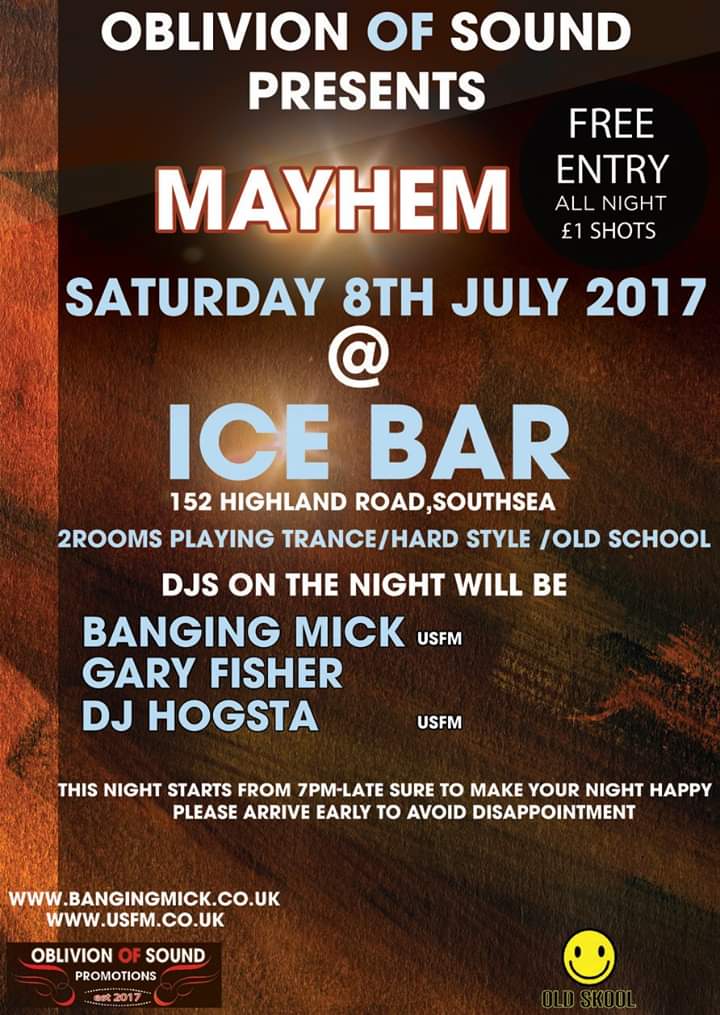 OBLIVION OF SOUND
PRESENTS
MAYHEM
FREE
ENTRY
ALL NIGHT
£1 SHOTS
SATURDAY 8TH JULY 2017
@
ICE BAR
152 HIGHLAND ROAD,SOUTHSEA
2ROOMS PLAYING TRANCE/HARD STYLE /OLD SCHOOL
DJS ON THE NIGHT WILL BE
BANGING MICK USFM
GARY FISHER
DJ HOGSTA USFM
THIS NIGHT STARTS FROM 7PM-LATE SURE TO MAKE YOUR NIGHT HAPPY
PLEASE ARRIVE EARLY TO AVOID DISAPPOINTMENT
WWW.BANGINGMICK.CO.UK
WWW.USFM.CO.UK
OBLIVION OF SOUND
PROMOTIONS
est 2017
OLD SKOOL